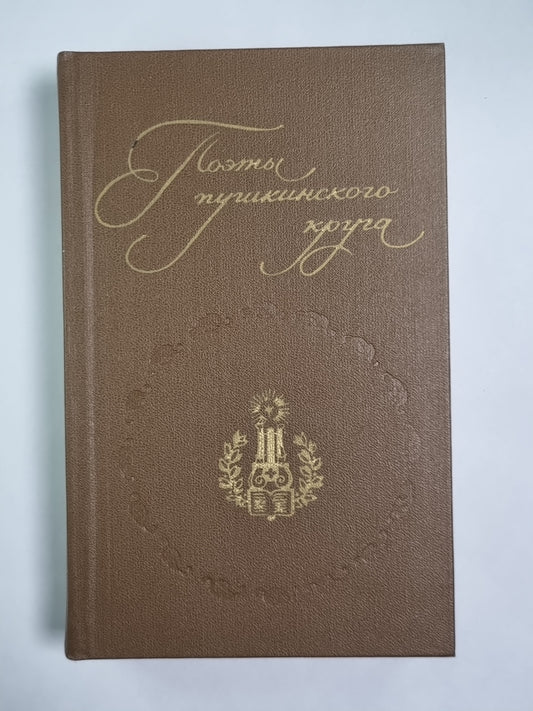 Поэты
пушкинского
круга